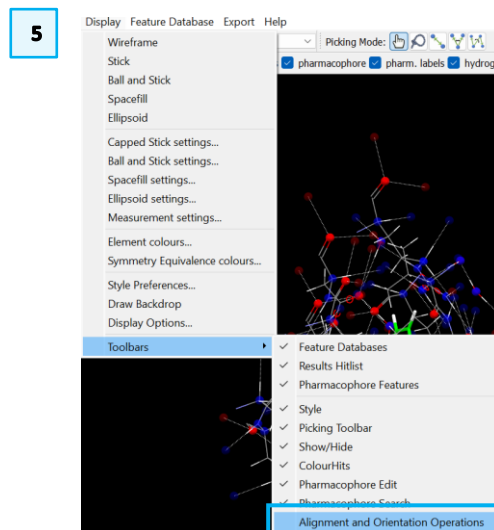 5
Display Feature Database Export Help
Picking Mode:
pharmacophore pharm. labels hydrog
Wireframe
Stick
Ball and Stick
Spacefill
Ellipsoid
Capped Stick settings...
Ball and Stick settings...
Spacefill settings...
Ellipsoid settings...
Measurement settings...
Element colours...
Symmetry Equivalence colours...
Style Preferences...
Draw Backdrop
Display Options...
Toolbars
Feature Databases
Results Hitlist
Pharmacophore Features
Style
Picking Toolbar
Show/Hide
ColourHits
Pharmacophore Edit
Pharmacophore Search
Alignment and Orientation Operations